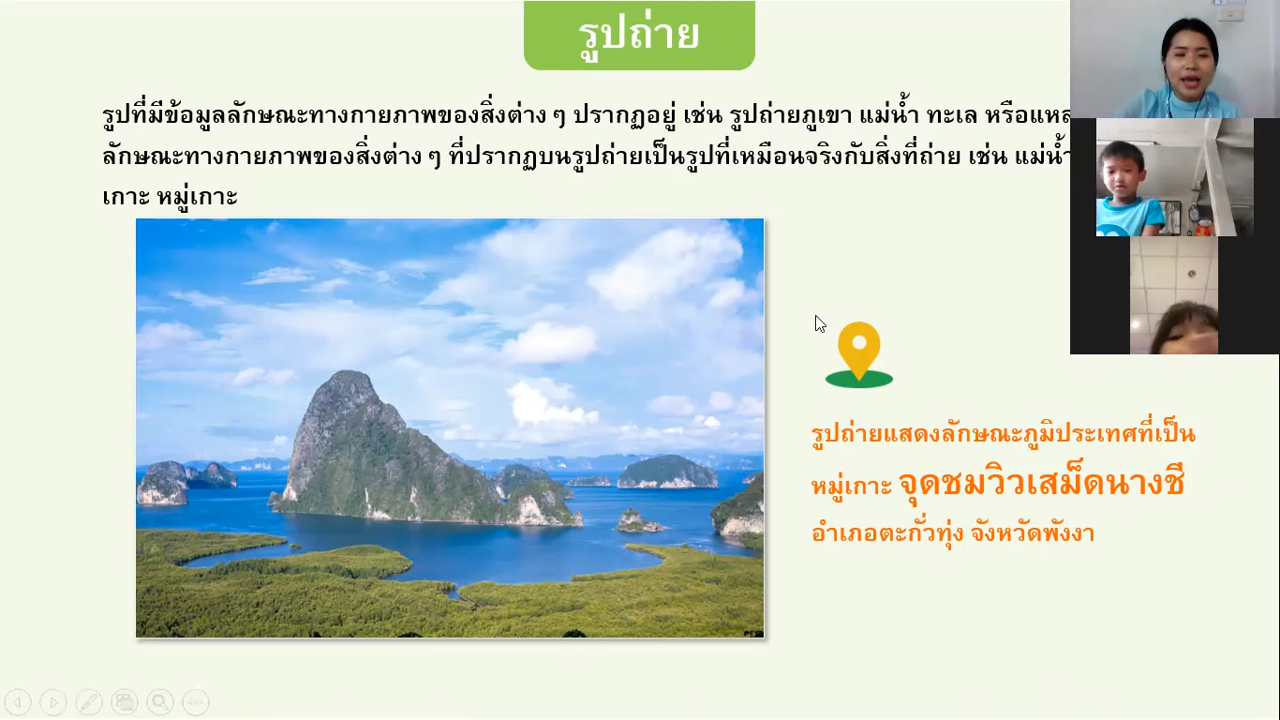 รูปถ่าย
รูปที่มีข้อมูลลักษณะทางกายภาพของสิ่งต่าง ๆ ปรากฏอยู่ เช่น รูปถ่ายภูเขา แม่น้ำ ทะเล
ลักษณะทางกายภาพของสิ่งต่าง ๆ ที่ปรากฏบนรูปถ่ายเป็นรูปที่เหมือนจริงกับสิ่งที่ถ่าย เช่น แม่น้ำ
เกาะ หมู่เกาะ
รูปถ่ายแสดงลักษณะภูมิประเทศที่เป็น
หมู่เกาะ จุดชมวิวเสม็ดนางชี
อำเภอตะกั่วทุ่ง จังหวัดพังงา